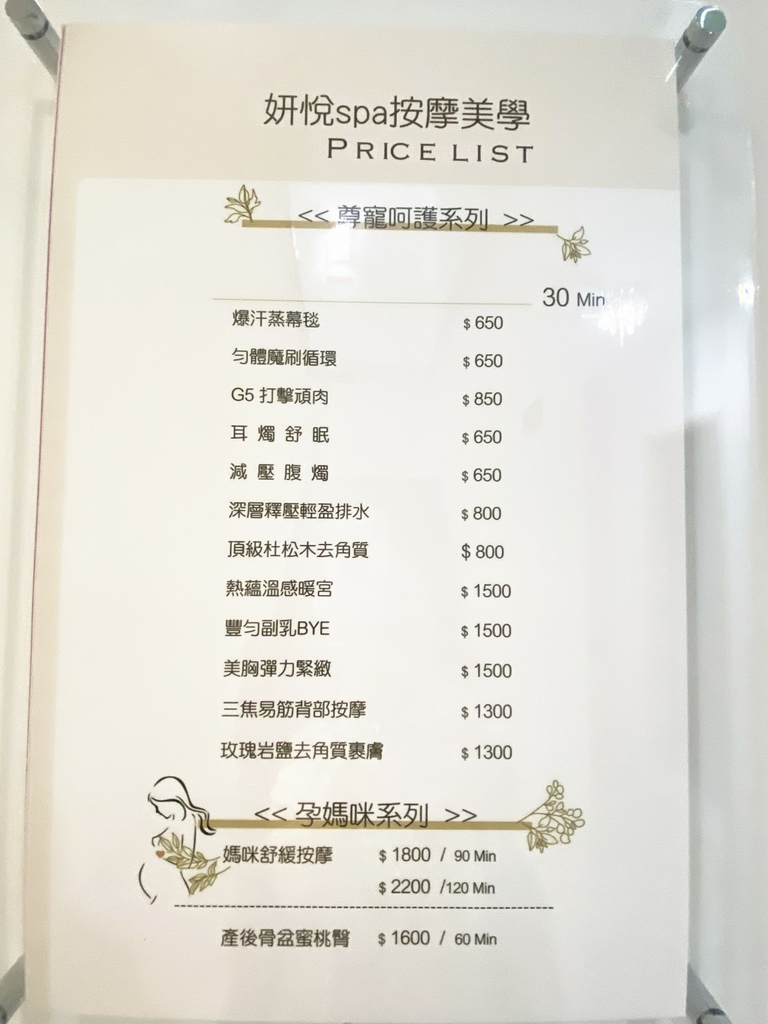 妍悅spa按摩美學
PRICE LIST
<< 尊寵呵護系列 >>
30 Min
爆汗蒸幕毯 $ 650
勻體魔刷循環 $ 650
G5 打擊頑肉 $ 850
耳 燭 舒 眠 $ 650
減 壓 腹 燭 $ 650
深層釋壓輕盈排水 $ 800
頂級杜松木去角質 $ 800
熱蘊溫感暖宮 $ 1500
豐勻副乳BYE $ 1500
美胸彈力緊緻 $ 1500
三焦易筋背部按摩 $ 1300
玫瑰岩鹽去角質裹膚 $ 1300
<< 孕媽咪系列 >>
媽咪舒緩按摩 $ 1800 / 90 Min
$ 2200 /120 Min
產後骨盆蜜桃臀 $ 1600 / 60 Min